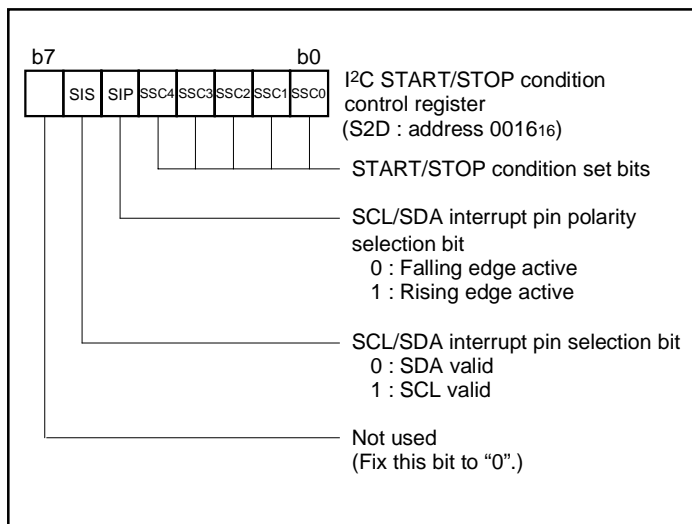 b7 b0
SIS SIP SSC4 SSC3 SSC2 SSC1 SSC0
I2C START/STOP condition
control register
(S2D : address 001616)
START/STOP condition set bits
SCL/SDA interrupt pin polarity
selection bit
0 : Falling edge active
1 : Rising edge active
SCL/SDA interrupt pin selection bit
0 : SDA valid
1 : SCL valid
Not used
(Fix this bit to “0”.)